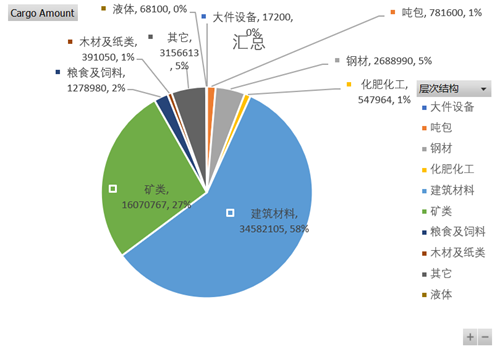 Cargo Amount
液体, 68100, 0%
大件设备, 17200,
0%
吨包, 781600, 1%
汇总
木材及纸类,
391050, 1%
其它,
3156613
, 5%
钢材, 2688990, 5%
粮食及饲料,
1278980, 2%
化肥化工,
547964, 1%
矿类,
16070767, 27%
建筑材料,
34582105, 58%
层次结构
大件设备
吨包
钢材
化肥化工
建筑材料
矿类
粮食及饲料
木材及纸类
其它
液体
+ −